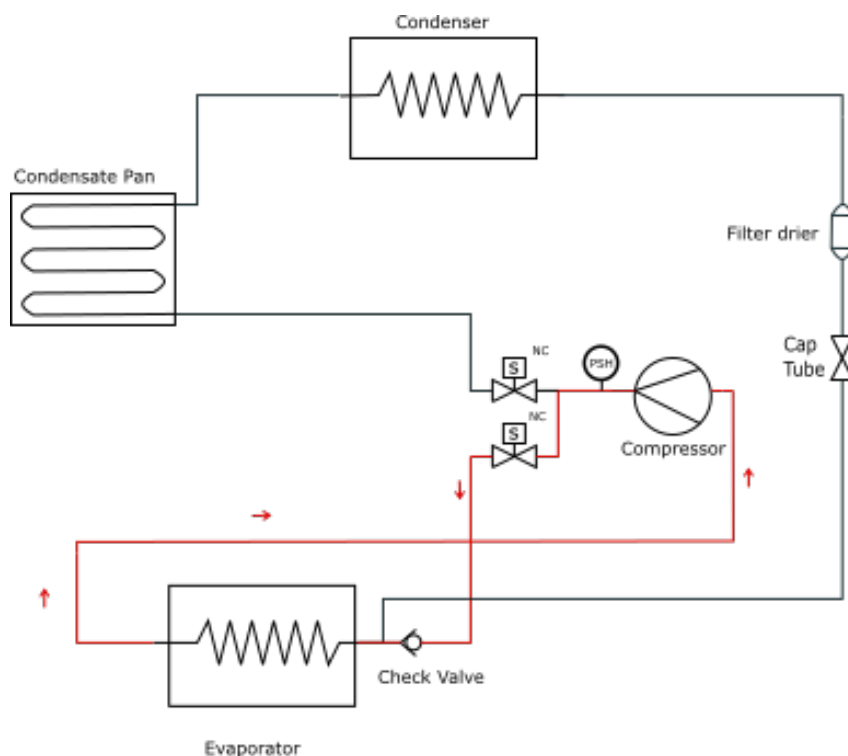 Condenser
Condensate Pan
Filter drier
NC
S
PSH
Cap
Tube
NC
S
Compressor
Check Valve
Evaporator